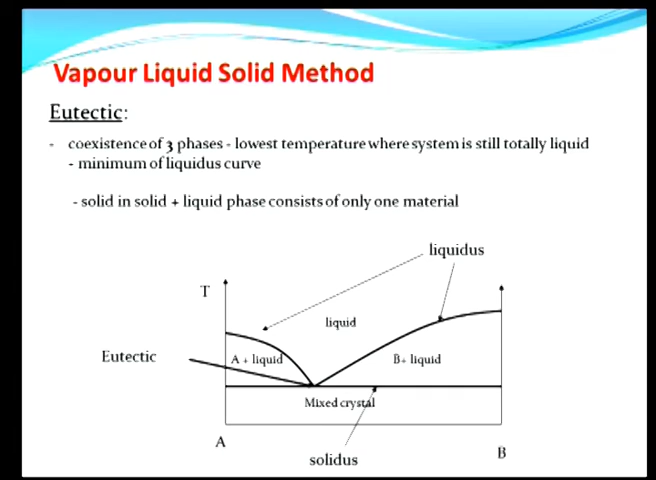 Vapour Liquid Solid Method
Eutectic:
- coexistence of 3 phases - lowest temperature where system is still totally liquid
- minimum of liquidus curve
- solid in solid + liquid phase consists of only one material
liquidus
T
liquid
Eutectic
A + liquid
B+ liquid
Mixed crystal
A
B
solidus